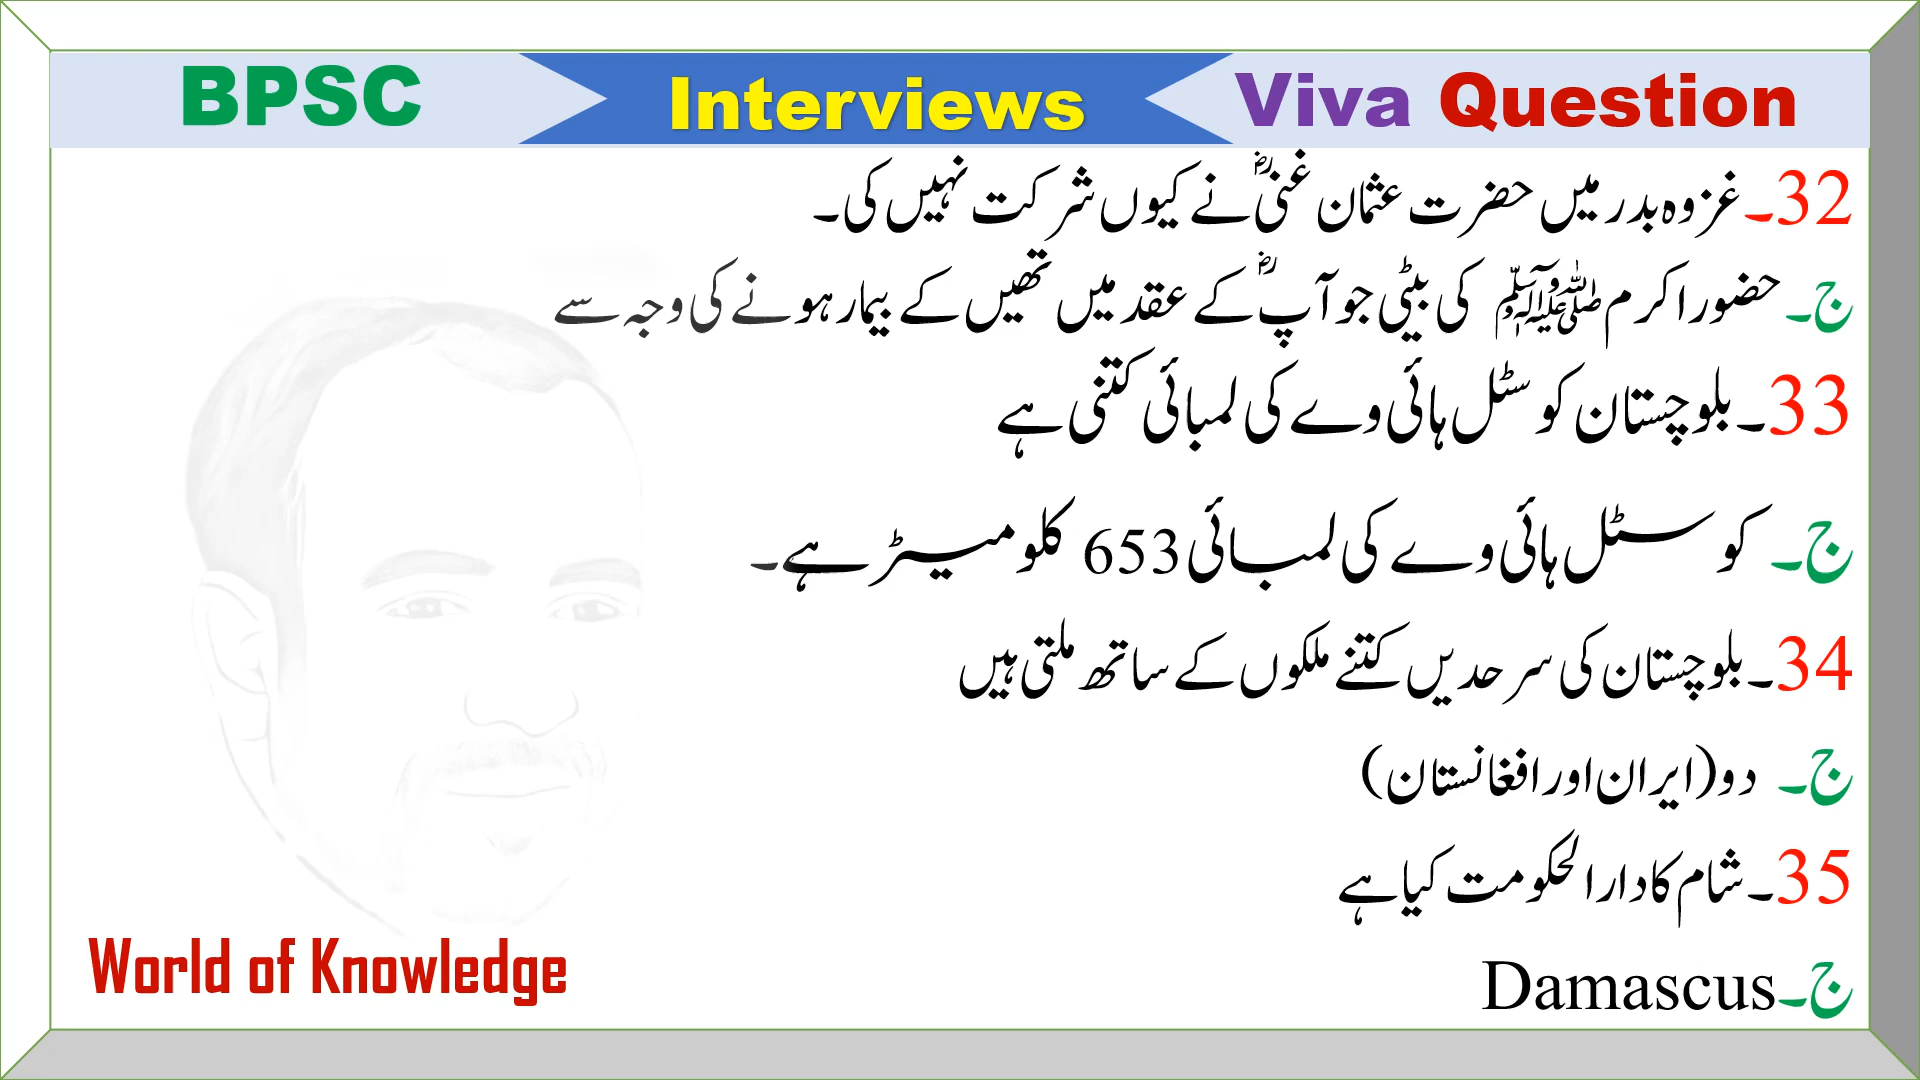 BPSC Interviews Viva Question
32۔غزوہ بدر میں حضرت عثمان غنیؓ نے کیوں شرکت نہیں کی۔
ج۔ حضور اکرم ﷺ کی بیٹی جو آپؓ کے عقد میں تھیں کے بیمار ہونے کی وجہ سے
33۔بلوچستان کوسٹل ہائی وے کی لمبائی کتنی ہے
ج۔ کوسٹل ہائی وے کی لمبائی 653 کلومیٹر ہے۔
34۔بلوچستان کی سرحدیں کتنے ملکوں کے ساتھ ملتی ہیں
ج۔ دو(ایران اور افغانستان)
35۔شام کا دارالحکومت کیا ہے
ج۔Damascus
World of Knowledge